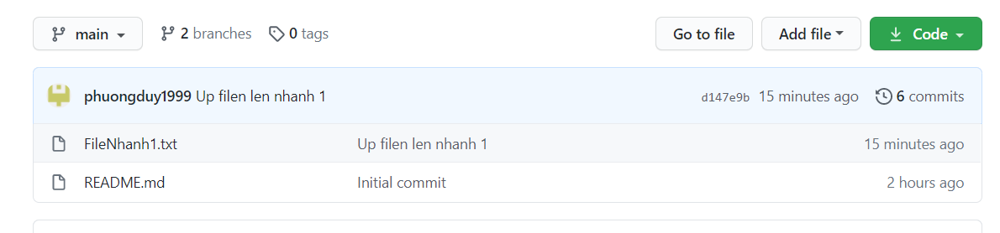 main 2 branches 0 tags Go to file Add file Code
phuongduy1999 Up filen len nhanh 1 d147e9b 15 minutes ago 6 commits
FileNhanh1.txt Up filen len nhanh 1 15 minutes ago
README.md Initial commit 2 hours ago